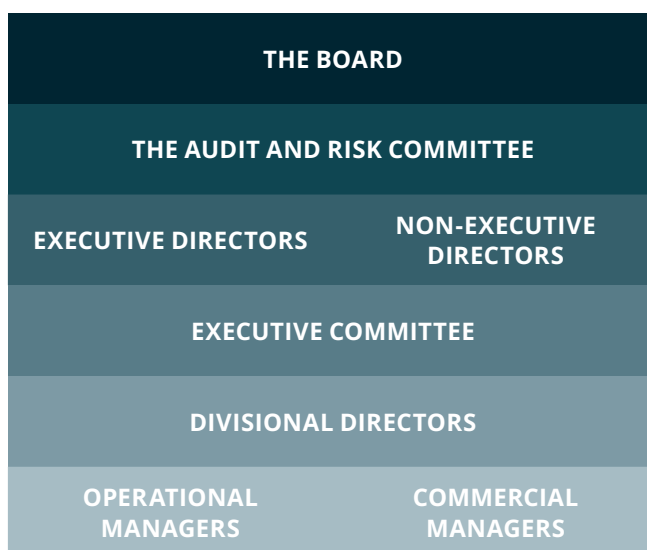 THE BOARD
THE AUDIT AND RISK COMMITTEE
EXECUTIVE DIRECTORS
NON-EXECUTIVE
DIRECTORS
EXECUTIVE COMMITTEE
DIVISIONAL DIRECTORS
OPERATIONAL
MANAGERS
COMMERCIAL
MANAGERS